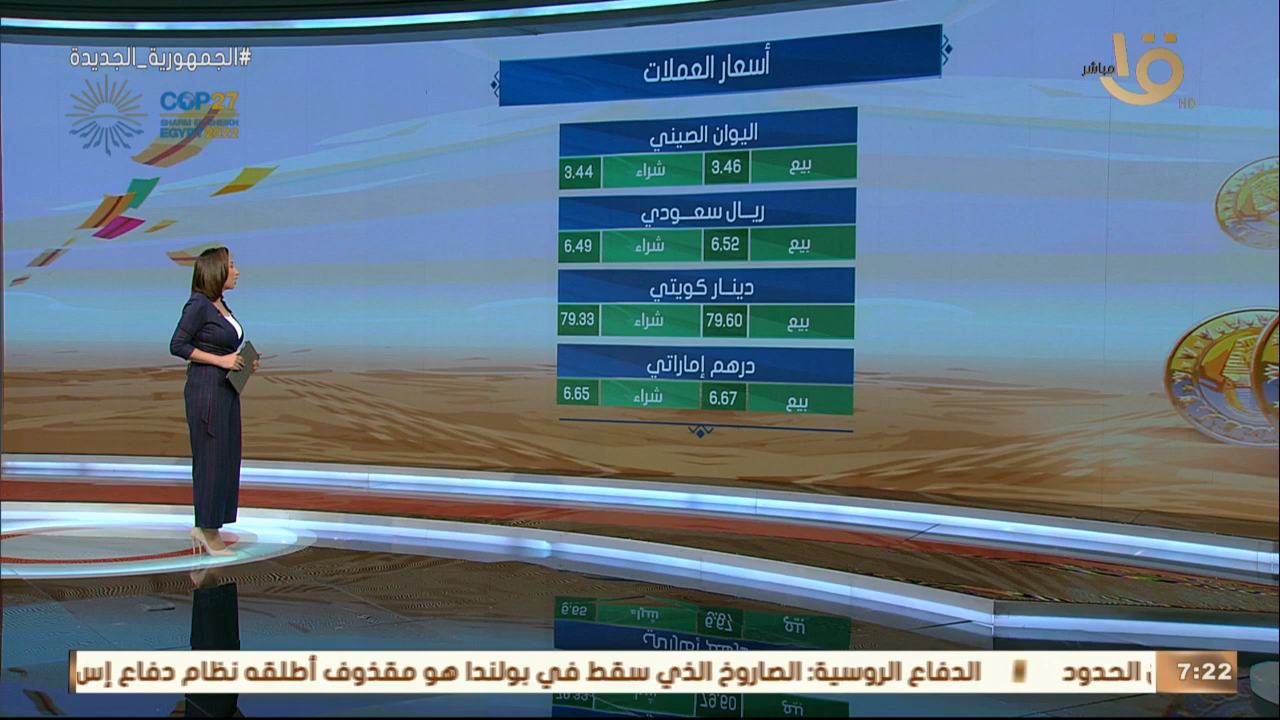 #الجمهورية_الجديدة
COP27
SHARM EL-SHEIKH
EGYPT 2022
مباشر
HD
أسعار العملات
اليوان الصيني
بيع 3.46 شراء 3.44
ريال سعودي
بيع 6.52 شراء 6.49
دينار كويتي
بيع 79.60 شراء 79.33
درهم إماراتي
بيع 6.67 شراء 6.65
7:22
الحدود الدفاع الروسية: الصاروخ الذي سقط في بولندا هو مقذوف أطلقه نظام دفاع إس